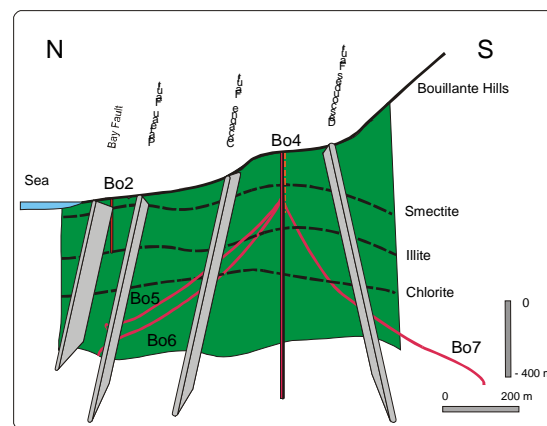 N
S
Bouillante Hills
Bay Fault
Bo4
Sea
Bo2
Smectite
Illite
Chlorite
Bo5
Bo6
Bo7
0
- 400 m
0 200 m